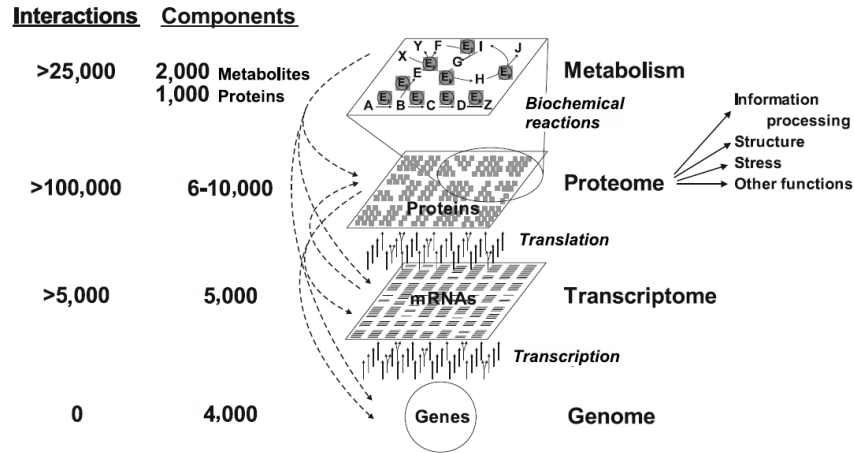 Interactions Components
>25,000 2,000 Metabolites
1,000 Proteins
X Y F E I G J
E H
A B C D Z
Metabolism
Biochemical
reactions
>100,000 6-10,000
Proteins
Proteome
Information
processing
Structure
Stress
Other functions
Translation
>5,000 5,000
mRNAs
Transcriptome
Transcription
0 4,000
Genes
Genome